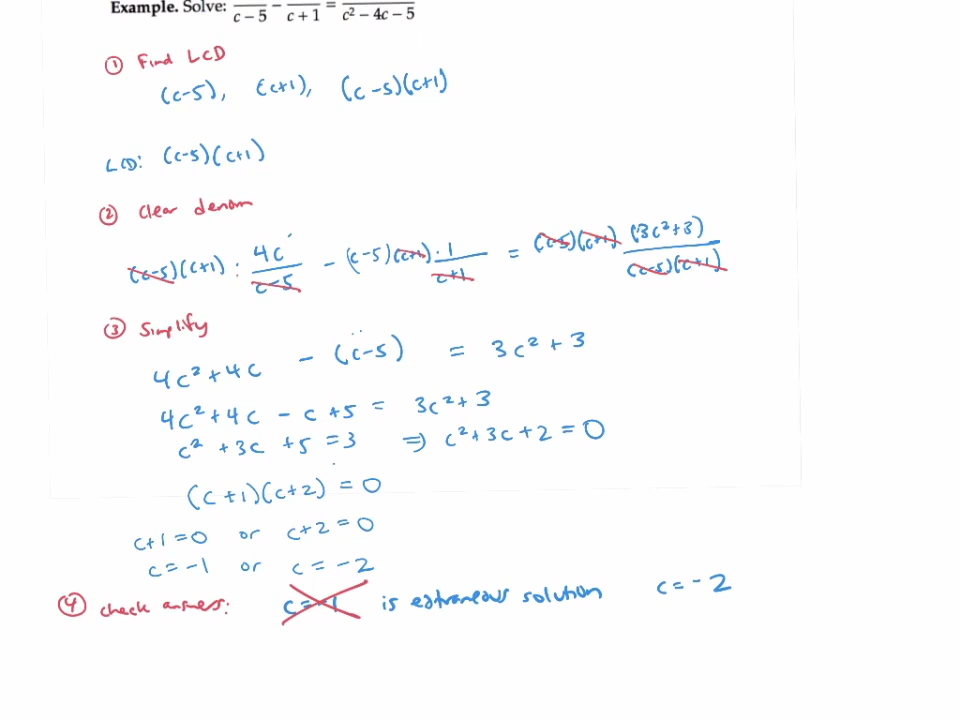 Example. Solve: c − 5 − c + 1 = c² − 4c − 5
① Find LCD
(c-5), (c+1), (c-5)(c+1)
LCD: (c-5)(c+1)
② Clear denom
(c-5)(c+1) · 4c/c-5 - (c-5)(c+1) · 1/c+1 = (c-5)(c+1) (3c²+3)/(c-5)(c+1)
③ Simplify
4c²+4c - (c-5) = 3c²+3
4c²+4c - c +5 = 3c²+3
c² +3c +5 =3 ⇒ c²+3c+2=0
(c+1)(c+2) = 0
c+1=0 or c+2=0
c=-1 or c=-2
④ check answers: c=-1 is extraneous solution c=-2